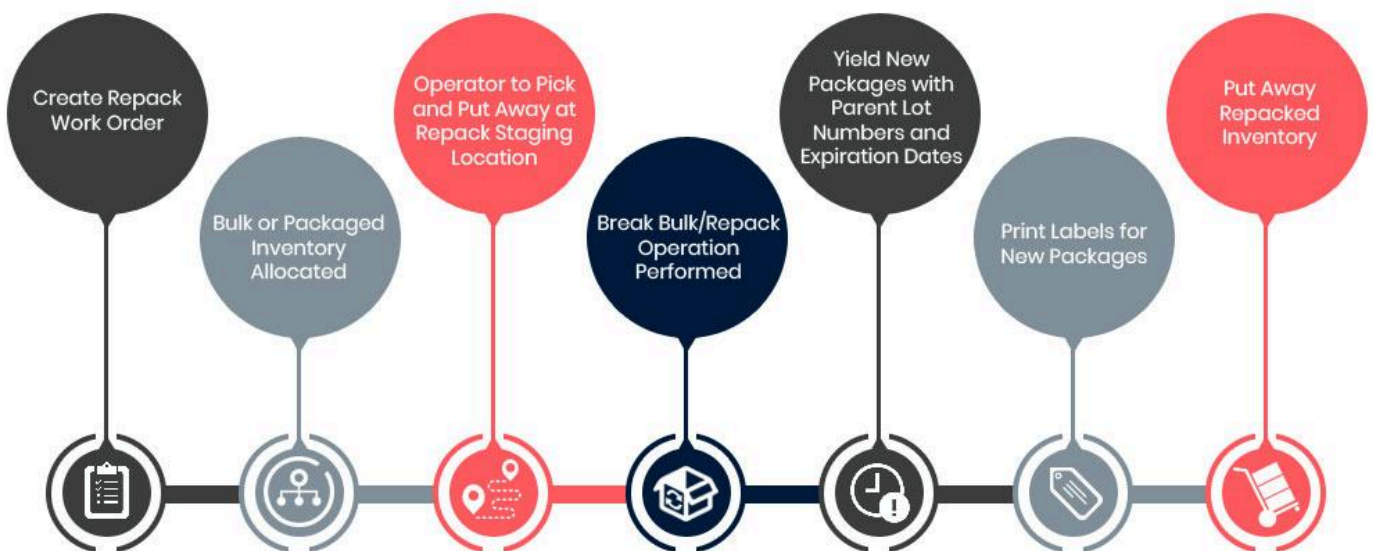 Create Repack
Work Order
Bulk or Packaged
Inventory
Allocated
Operator to Pick
and Put Away at
Repack Staging
Location
Break Bulk/Repack
Operation
Performed
Yield New
Packages with
Parent Lot
Numbers and
Expiration Dates
Print Labels for
New Packages
Put Away
Repacked
Inventory